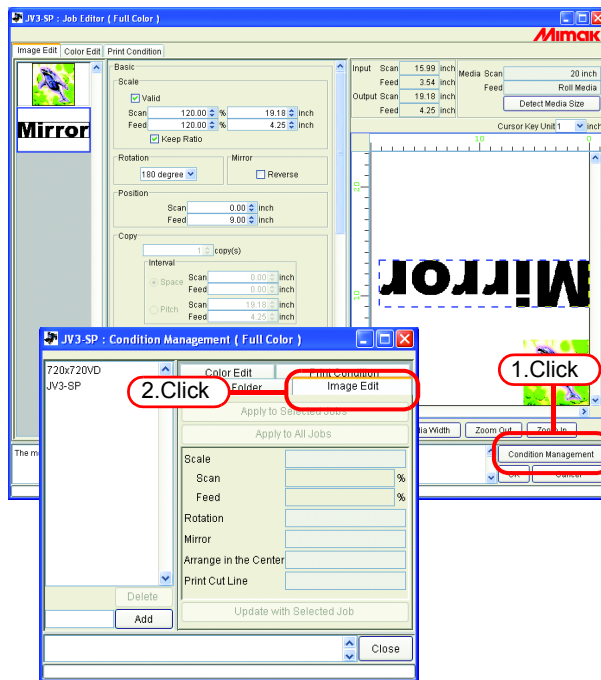 JV3-SP : Job Editor ( Full Color )
Mimaki
Image Edit Color Edit Print Condition
Mirror
Basic
Scale
Valid
Scan 120.00 % 19.18 inch
Feed 120.00 % 4.25 inch
Keep Ratio
Rotation
180 degree
Mirror
Reverse
Position
Scan 0.00 inch
Feed 9.00 inch
Copy
1 copy(s)
Interval
Space
Scan 0.00 inch
Feed 0.00 inch
Pitch
Scan 19.18 inch
Feed 4.25 inch
Input Scan 15.99 inch
Feed 3.54 inch
Output Scan 19.18 inch
Feed 4.25 inch
Media Scan 20 inch
Feed Roll Media
Detect Media Size
Cursor Key Unit 1 inch
10 0
20
10
Mirror
1.Click
Media Width Zoom Out Zoom In
The m
Condition Management
OK Cancel
JV3-SP : Condition Management ( Full Color )
720x720VD
JV3-SP
Color Edit Print Condition
2.Click
Folder Image Edit
Apply to Selected Jobs
Apply to All Jobs
Scale
Scan %
Feed %
Rotation
Mirror
Arrange in the Center
Print Cut Line
Delete
Add
Update with Selected Job
Close